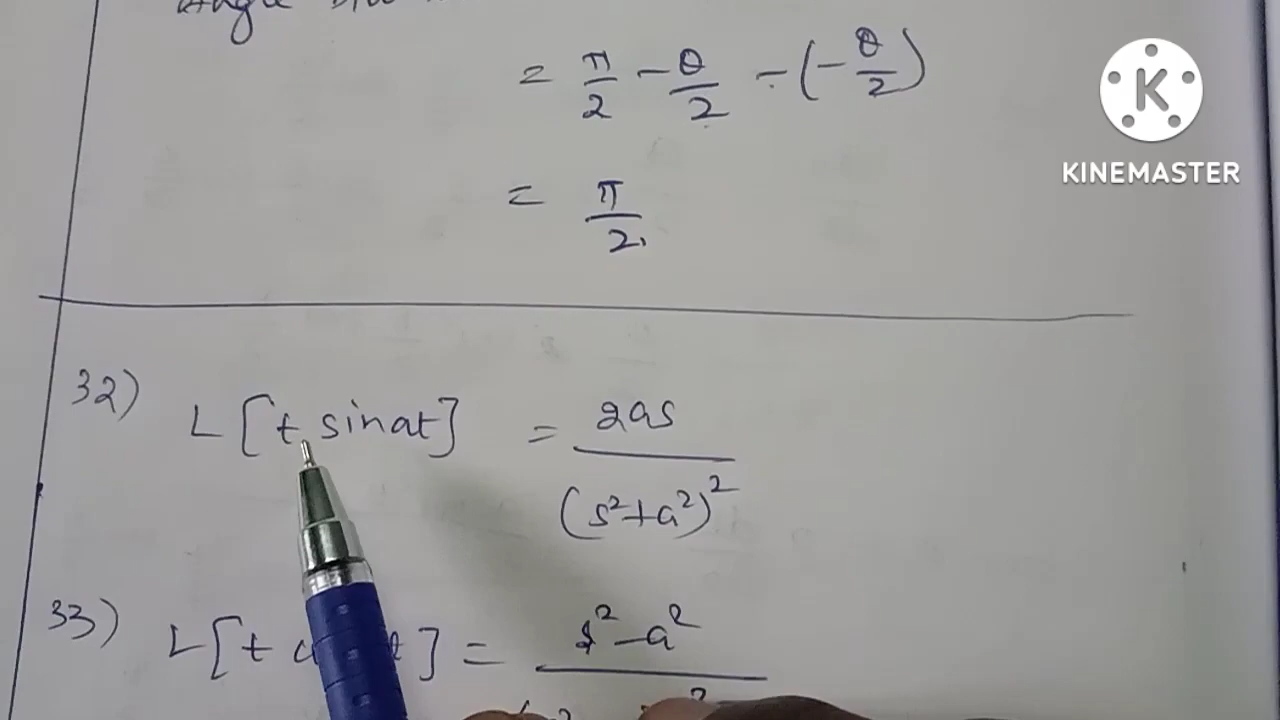 = π/2 - θ/2 - (-θ/2)
KINEMASTER
= π/2.
32) L[t sinat] = 2as/(s²+a²)²
33) L[t t] = s²-a²